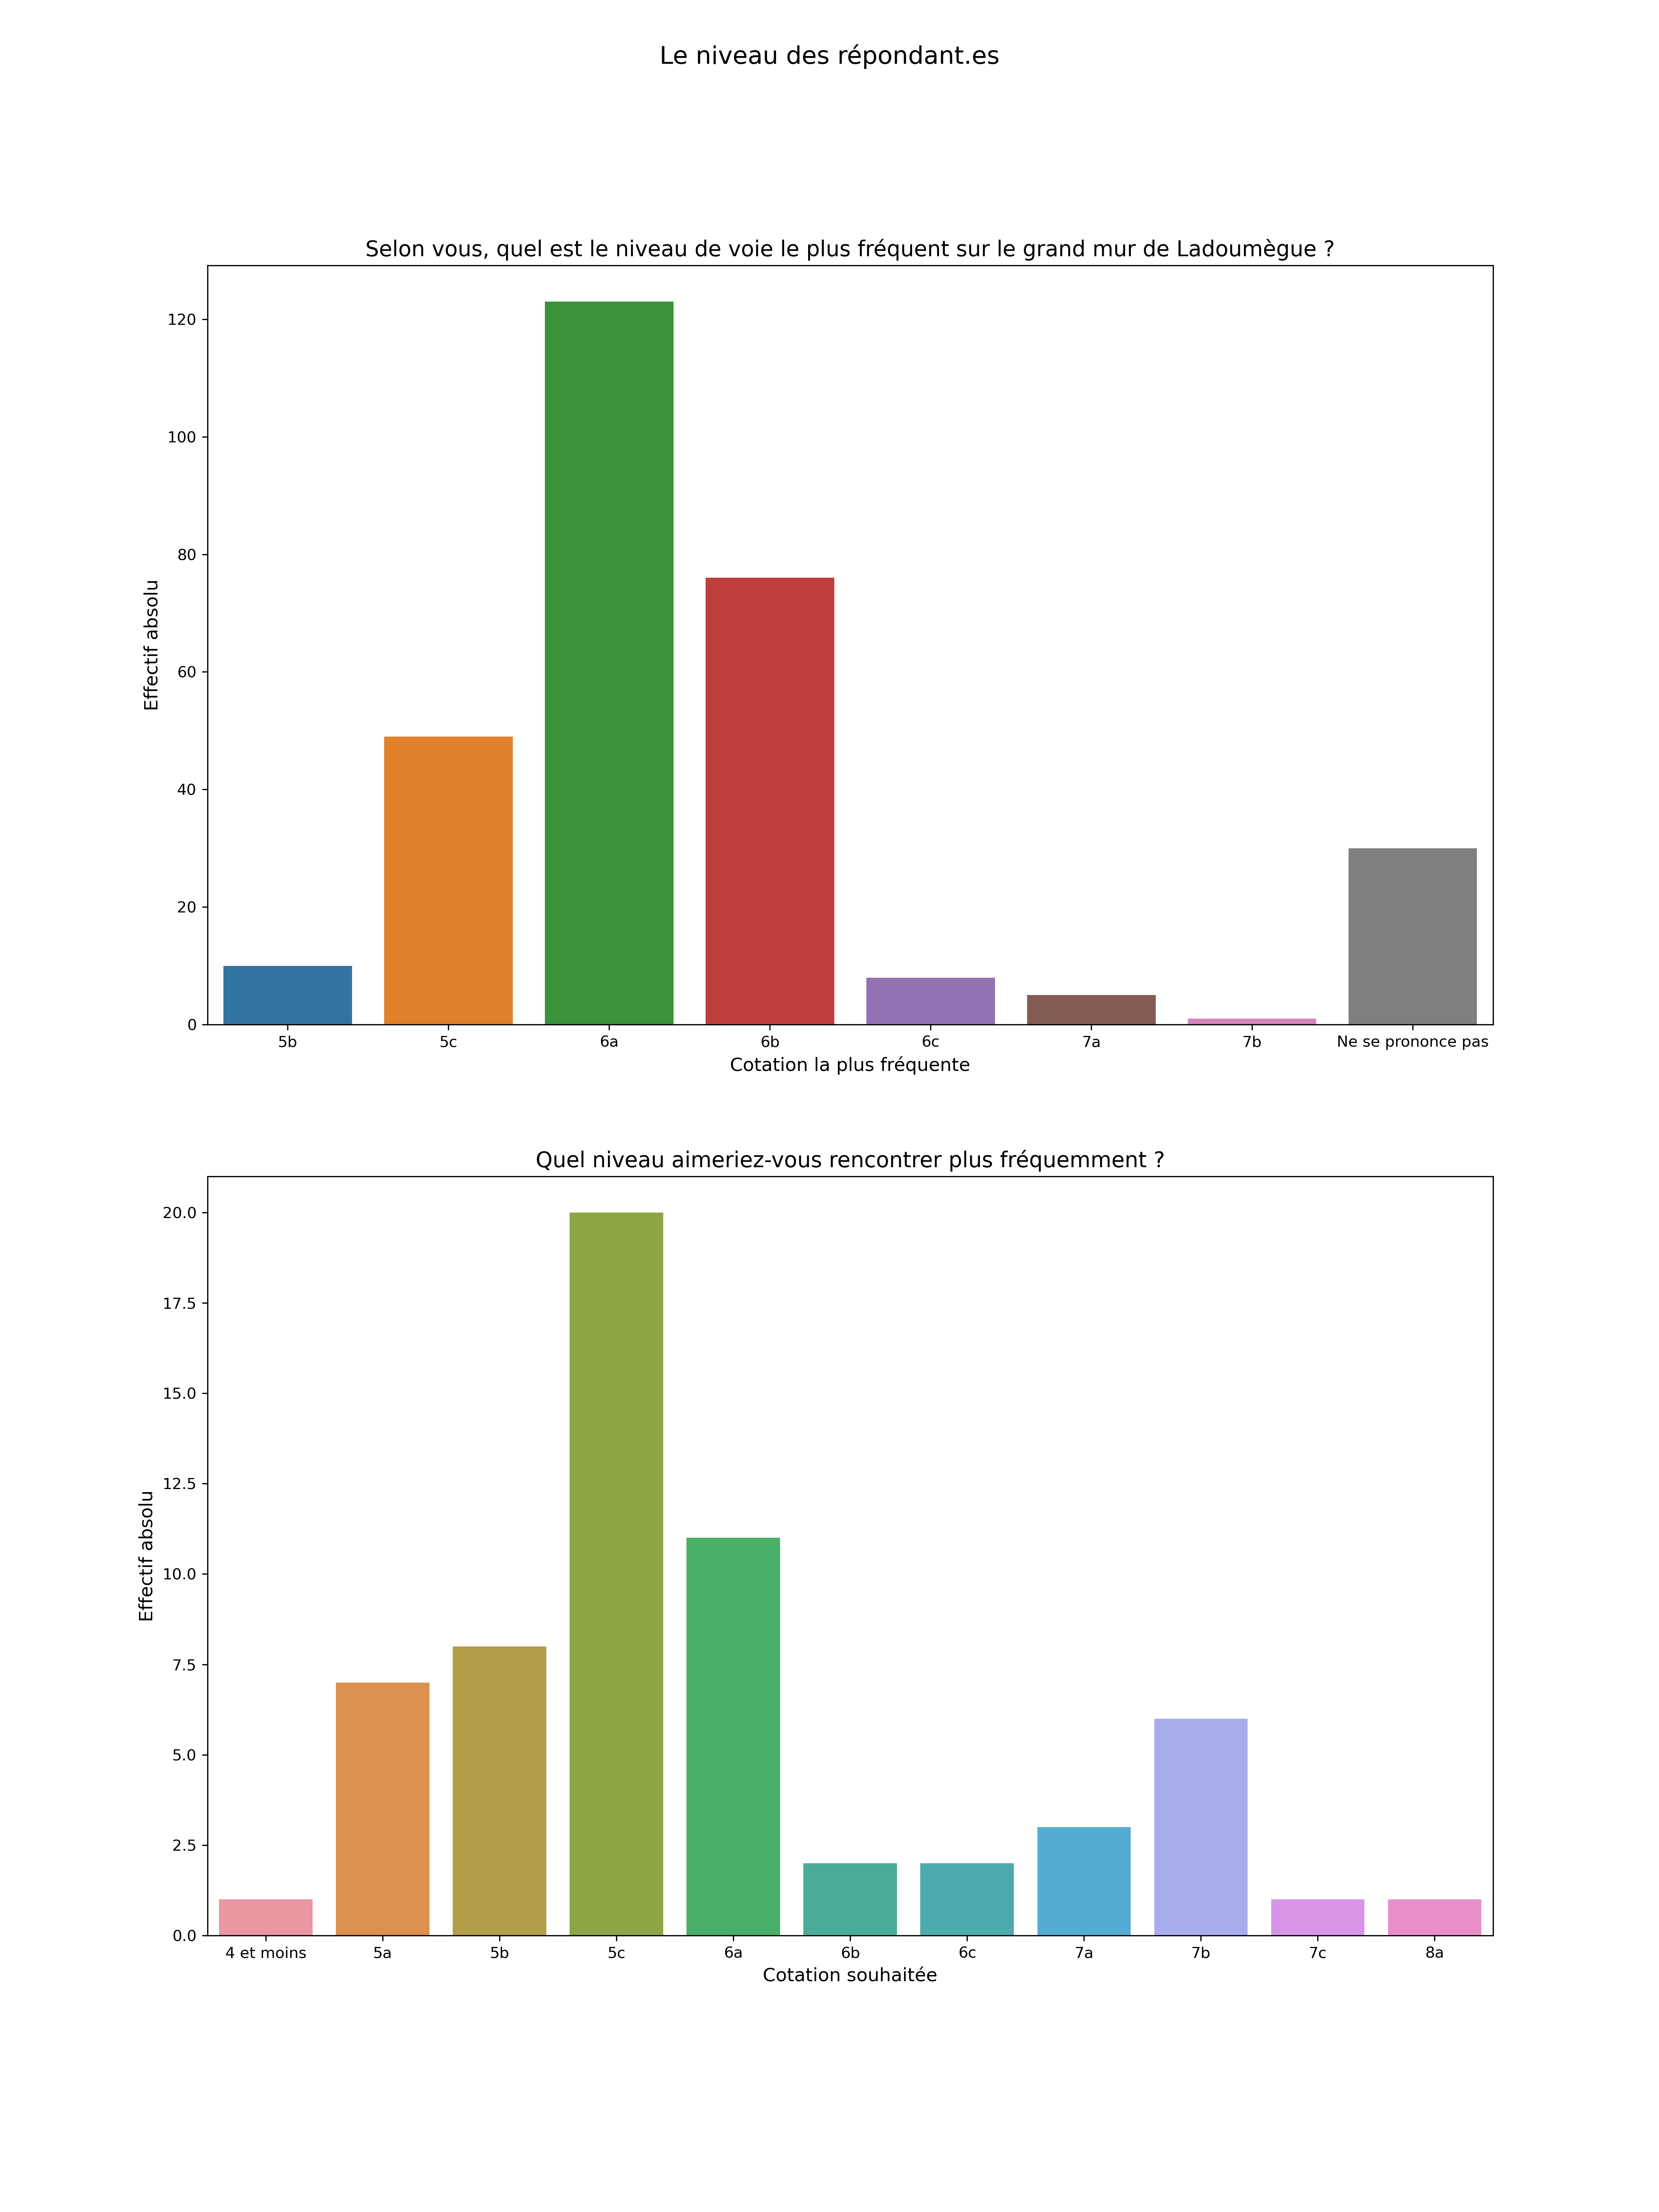 Le niveau des répondant.es
Selon vous, quel est le niveau de voie le plus fréquent sur le grand mur de Ladoumègue ?
Effectif absolu
120
100
80
60
40
20
0
5b 5c 6a 6b 6c 7a 7b Ne se prononce pas
Cotation la plus fréquente
Quel niveau aimeriez-vous rencontrer plus fréquemment ?
Effectif absolu
20.0
17.5
15.0
12.5
10.0
7.5
5.0
2.5
0.0
4 et moins 5a 5b 5c 6a 6b 6c 7a 7b 7c 8a
Cotation souhaitée